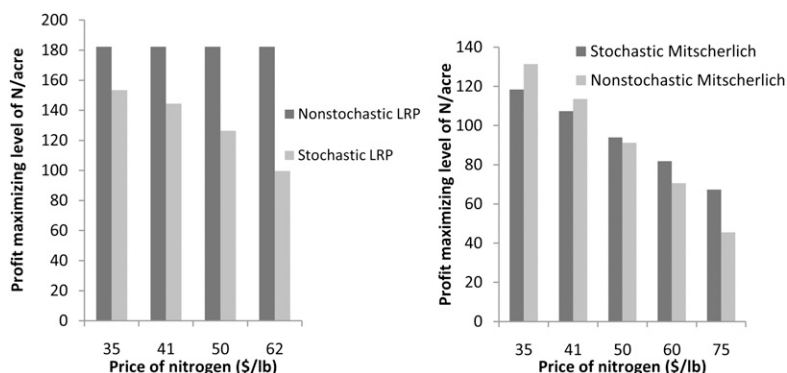 Profit maximizing level of N/acre
200
180
160
140
120
100
80
60
40
20
0
35 41 50 62
Price of nitrogen ($/lb)
Nonstochastic LRP
Stochastic LRP
Profit maximizing level of N/acre
140
120
100
80
60
40
20
0
35 41 50 60 75
Price of nitrogen ($/lb)
Stochastic Mitscherlich
Nonstochastic Mitscherlich